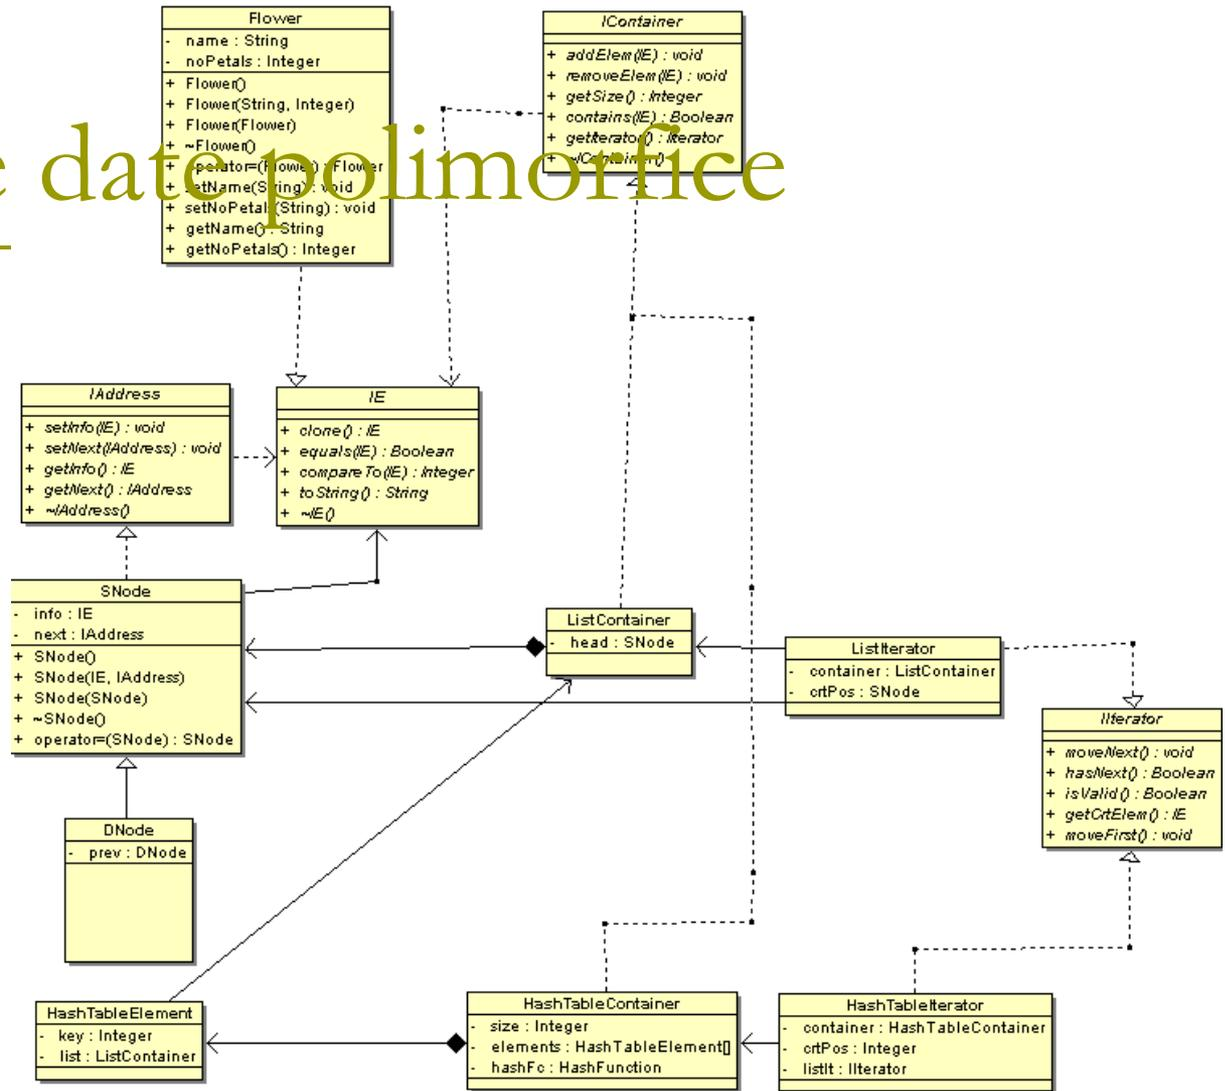 e date polimorfice
Flower
- name : String
- noPetals : Integer
+ Flower()
+ Flower(String, Integer)
+ Flower(Flower)
+ ~Flower()
+ operator=(Flower) : Flower
+ setName(String) : void
+ setNoPetals(String) : void
+ getName() : String
+ getNoPetals() : Integer
IContainer
+ addElem(IE) : void
+ removeElem(IE) : void
+ getSize() : Integer
+ contains(IE) : Boolean
+ getIterator() : IIterator
+ ~IContainer()
IAddress
+ setInfo(IE) : void
+ setNext(IAddress) : void
+ getInfo() : IE
+ getNext() : IAddress
+ ~IAddress()
IE
+ clone() : IE
+ equals(IE) : Boolean
+ compareTo(IE) : Integer
+ toString() : String
+ ~IE()
SNode
- info : IE
- next : IAddress
+ SNode()
+ SNode(IE, IAddress)
+ SNode(SNode)
+ ~SNode()
+ operator=(SNode) : SNode
ListContainer
- head : SNode
ListIterator
- container : ListContainer
- crtPos : SNode
IIterator
+ moveNext() : void
+ hasNext() : Boolean
+ isValid() : Boolean
+ getCrtElem() : IE
+ moveFirst() : void
DNode
- prev : DNode
HashTableElement
- key : Integer
- list : ListContainer
HashTableContainer
- size : Integer
- elements : HashTableElement[]
- hashFc : HashFunction
HashTableIterator
- container : HashTableContainer
- crtPos : Integer
- listIt : IIterator